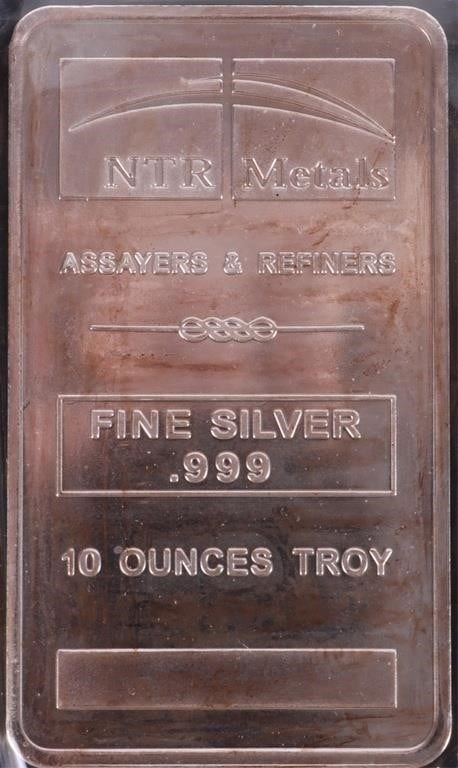 NTR Metals
ASSAYERS & REFINERS
FINE SILVER
.999
10 OUNCES TROY